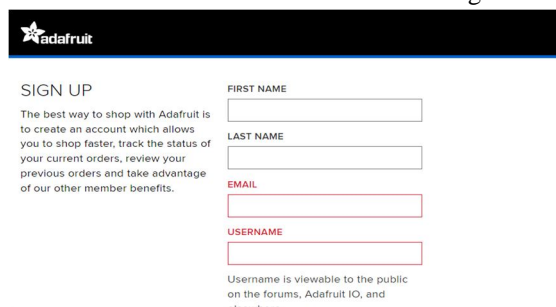 adafruit
SIGN UP
The best way to shop with Adafruit is
to create an account which allows
you to shop faster, track the status of
your current orders, review your
previous orders and take advantage
of our other member benefits.
FIRST NAME
LAST NAME
EMAIL
USERNAME
Username is viewable to the public
on the forums, Adafruit IO, and